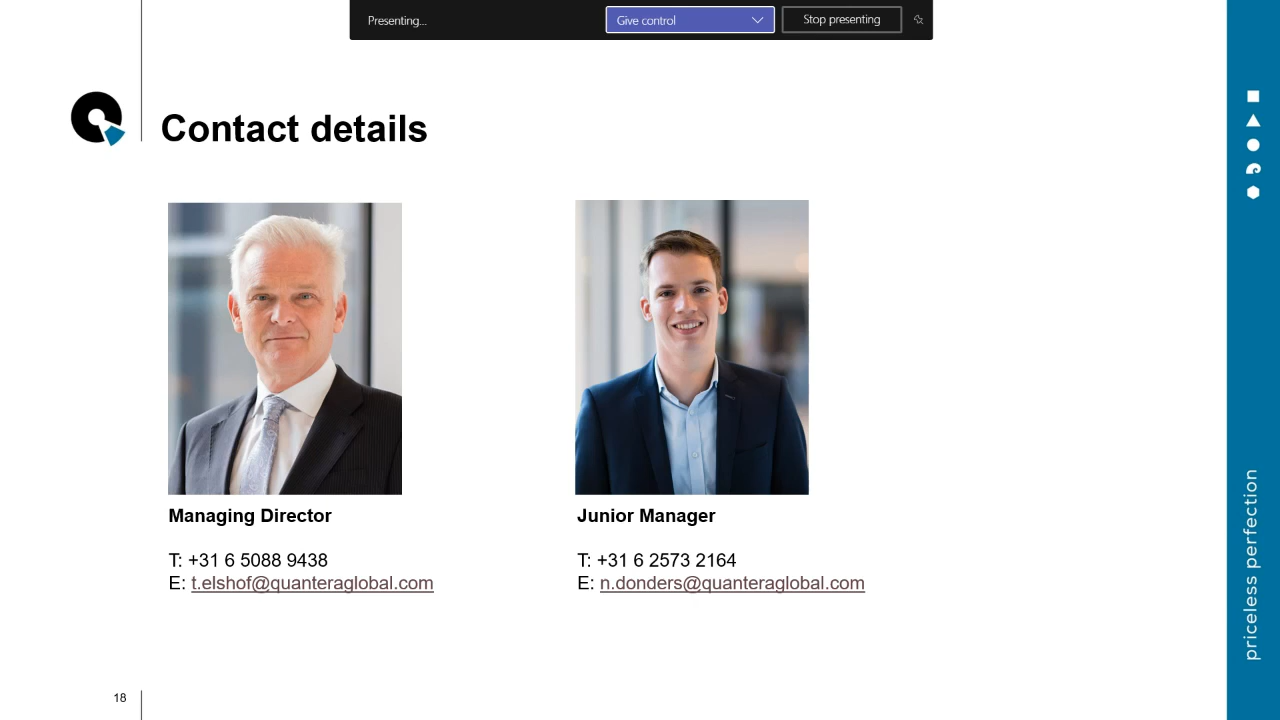 Presenting...
Give control
Stop presenting
Contact details
Managing Director
T: +31 6 5088 9438
E: t.elshof@quanteraglobal.com
Junior Manager
T: +31 6 2573 2164
E: n.donders@quanteraglobal.com
priceless perfection
18